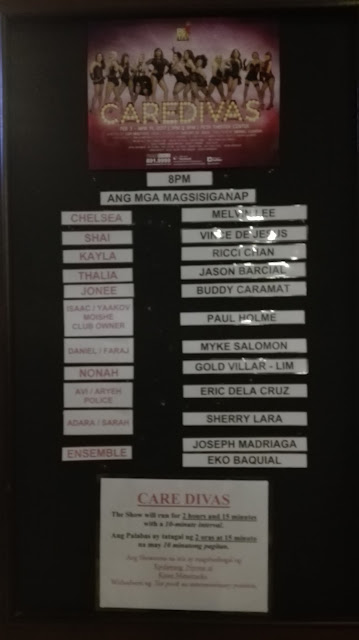 CAREDIVAS
8PM
ANG MGA MAGSISIGANAP
CHELSEA MELVIN LEE
SHAI VINCE DE JESUS
KAYLA RICCI CHAN
THALIA JASON BARCIAL
JONEE BUDDY CARAMAT
ISAAC / YAAKOV
MOISHE PAUL HOLME
CLUB OWNER
DANIEL / FARAJ MYKE SALOMON
NONAH GOLD VILLAR - LIM
AVI / ARYEH ERIC DELA CRUZ
POLICE
ADARA / SARAH SHERRY LARA
ENSEMBLE JOSEPH MADRIAGA
EKO BAQUIAL
CARE DIVAS
The Show will run for 2 hours and 15 minutes
with a 10-minute interval.
Ang Palabas ay tatagal ng 2 oras at 15 minuto
na may 10 minutong pagitan.